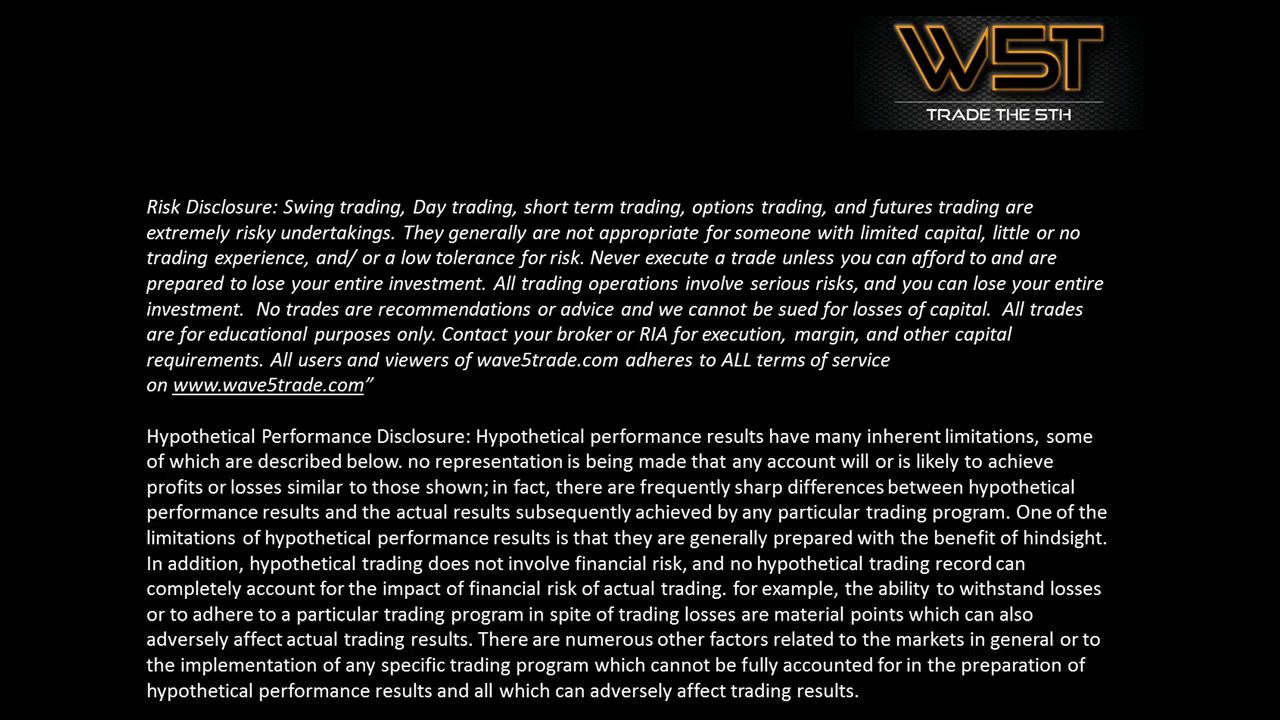 W5T
TRADE THE 5TH
Risk Disclosure: Swing trading, Day trading, short term trading, options trading, and futures trading are
extremely risky undertakings. They generally are not appropriate for someone with limited capital, little or no
trading experience, and/ or a low tolerance for risk. Never execute a trade unless you can afford to and are
prepared to lose your entire investment. All trading operations involve serious risks, and you can lose your entire
investment. No trades are recommendations or advice and we cannot be sued for losses of capital. All trades
are for educational purposes only. Contact your broker or RIA for execution, margin, and other capital
requirements. All users and viewers of wave5trade.com adheres to ALL terms of service
on www.wave5trade.com”
Hypothetical Performance Disclosure: Hypothetical performance results have many inherent limitations, some
of which are described below. no representation is being made that any account will or is likely to achieve
profits or losses similar to those shown; in fact, there are frequently sharp differences between hypothetical
performance results and the actual results subsequently achieved by any particular trading program. One of the
limitations of hypothetical performance results is that they are generally prepared with the benefit of hindsight.
In addition, hypothetical trading does not involve financial risk, and no hypothetical trading record can
completely account for the impact of financial risk of actual trading. for example, the ability to withstand losses
or to adhere to a particular trading program in spite of trading losses are material points which can also
adversely affect actual trading results. There are numerous other factors related to the markets in general or to
the implementation of any specific trading program which cannot be fully accounted for in the preparation of
hypothetical performance results and all which can adversely affect trading results.